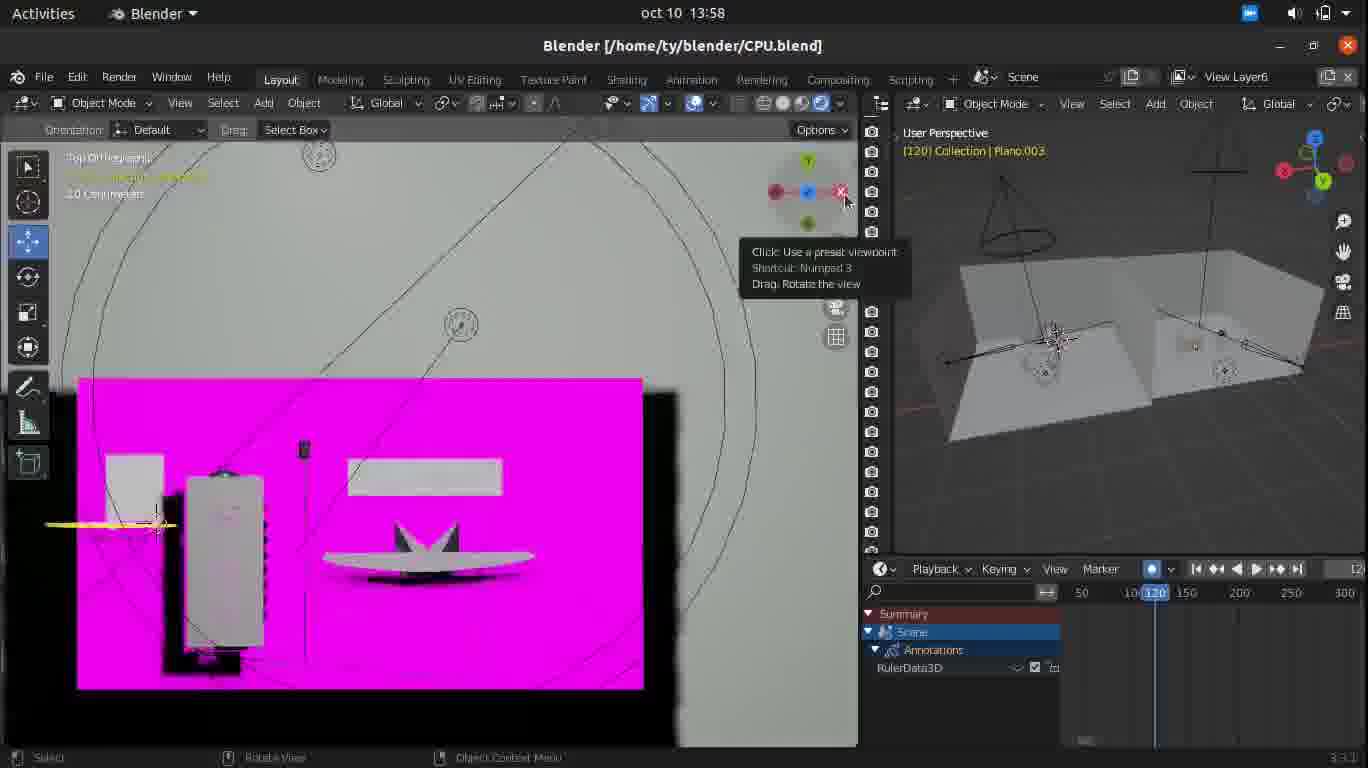 Activities Blender oct 10 13:58
Blender [/home/ty/blender/CPU.blend]
File Edit Render Window Help Layout Modeling Sculpting UV Editing Texture Paint Shading Animation Rendering Compositing Scripting + Scene View Layer6
Object Mode View Select Add Object Global Object Mode View Select Add Object Global
Orientation: Default Drag: Select Box Options
Top Orthographic
10 Centimeters
Y
X
Click: Use a preset viewpoint
Shortcut: Numpad 3
Drag: Rotate the view
User Perspective
(120) Collection | Plano.003
Z
X
Y
Playback Keying View Marker
50 120 150 200 250 300
Summary
Scene
Annotations
RulerData3D
Select Rotate View Object Context Menu 3.3.1